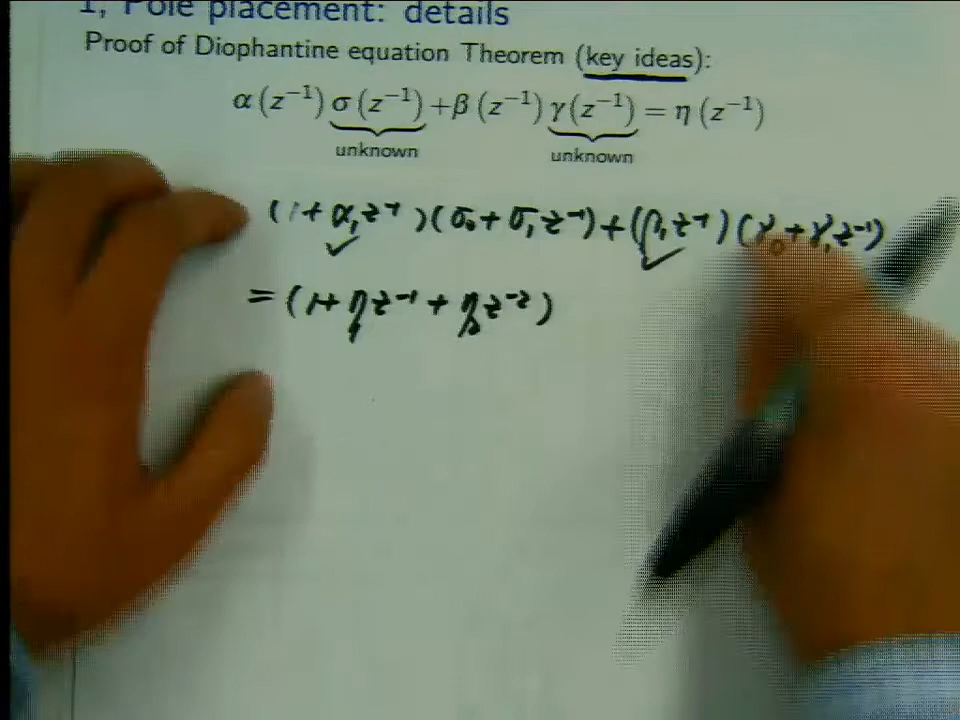 1, Pole placement: details
Proof of Diophantine equation Theorem (key ideas):
α(z⁻¹)σ(z⁻¹)+β(z⁻¹)γ(z⁻¹) = η(z⁻¹)
unknown unknown
(1+α₁z⁻¹)(σ₀+σ₁z⁻¹)+(β₁z⁻¹)(γ₀+γ₁z⁻¹)
=(1+η₁z⁻¹+η₂z⁻²)